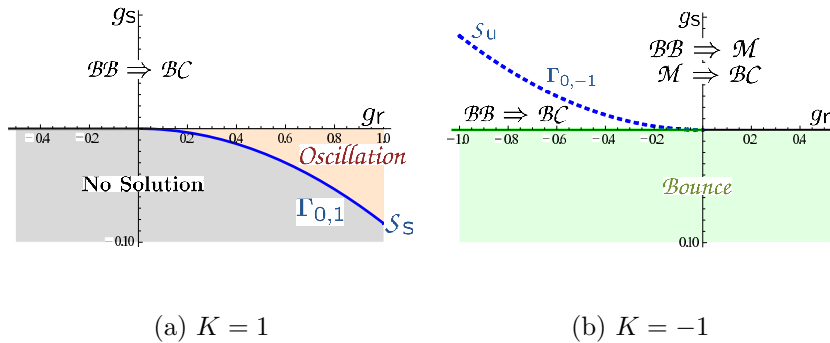 gs
BB ⇒ BC
gr
-0.4 -0.2 0.2 0.4 0.6 0.8 1.0
Oscillation
No Solution
Γ0,1
Ss
-0.10
(a) K = 1
gs
Su
BB ⇒ M
M ⇒ BC
Γ0,−1
BB ⇒ BC
gr
-1.0 -0.8 -0.6 -0.4 -0.2 0.2 0.4
Bounce
0.10
(b) K = −1